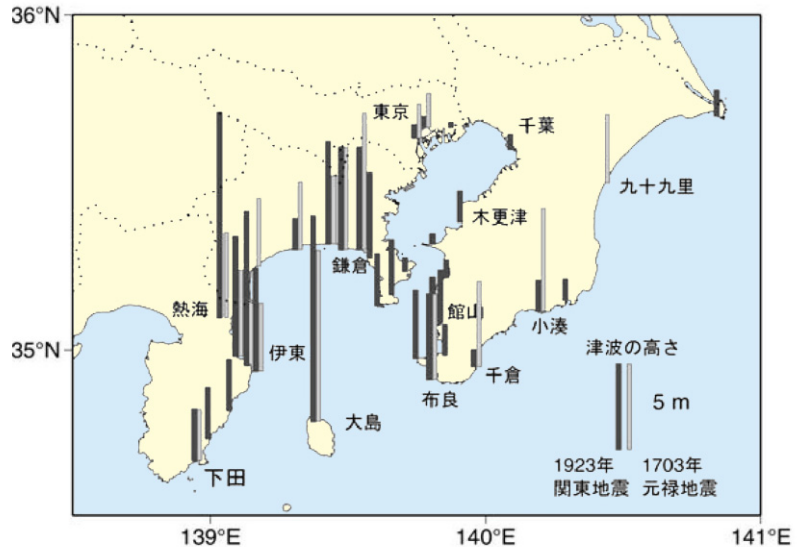 36°N
東京
千葉
九十九里
木更津
鎌倉
熱海
館山
小湊
35°N
伊東
津波の高さ
千倉
布良
5 m
大島
1923年 1703年
関東地震 元禄地震
下田
139°E 140°E 141°E